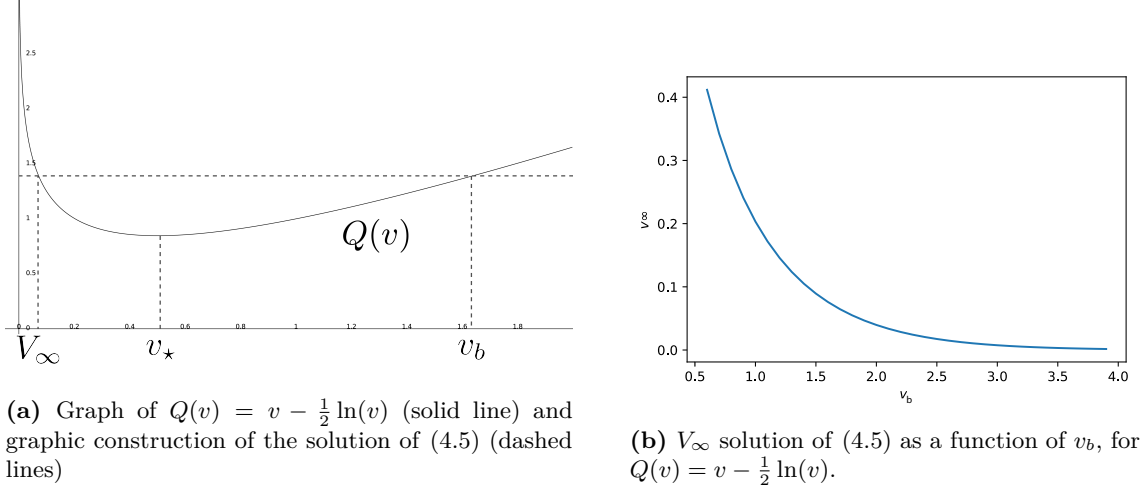 2.5
2
1.5
1
0.5
0
0 0.2 0.4 0.6 0.8 1 1.2 1.4 1.6 1.8
Q(v)
V∞ v⋆ v_b
(a) Graph of Q(v) = v − ½ ln(v) (solid line) and
graphic construction of the solution of (4.5) (dashed
lines)
0.4
0.3
0.2
0.1
0.0
v∞
0.5 1.0 1.5 2.0 2.5 3.0 3.5 4.0
v_b
(b) V∞ solution of (4.5) as a function of v_b, for
Q(v) = v − ½ ln(v).